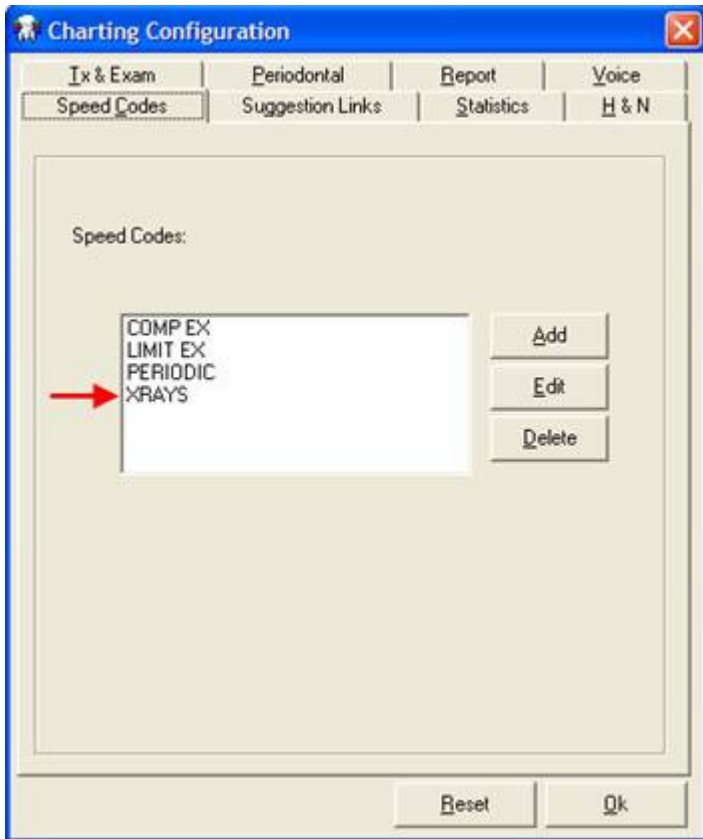 Charting Configuration
Tx & Exam Periodontal Report Voice
Speed Codes Suggestion Links Statistics H & N
Speed Codes:
COMP EX
LIMIT EX
PERIODIC
XRAYS
Add
Edit
Delete
Reset Ok